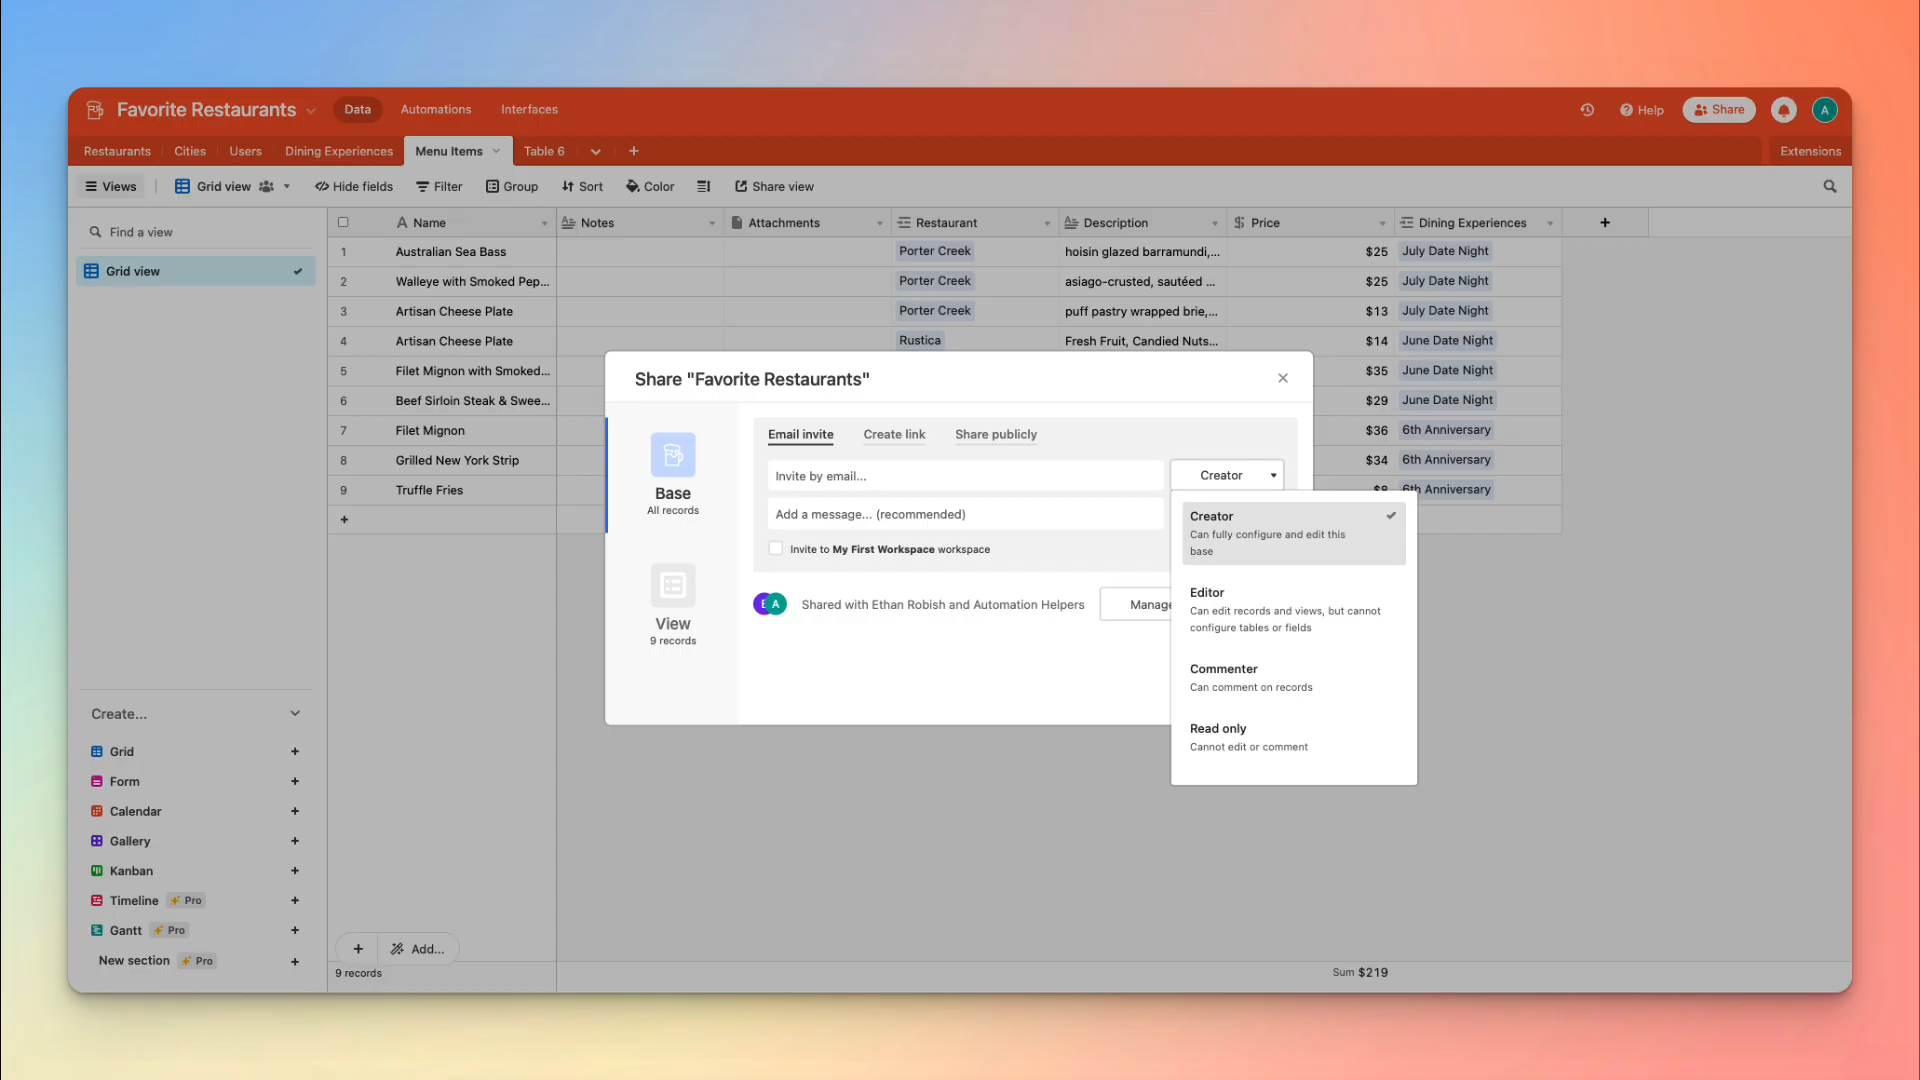 Favorite Restaurants
Data
Automations
Interfaces
Help
Share
A
Restaurants
Cities
Users
Dining Experiences
Menu Items
Table 6
Extensions
Views
Grid view
Hide fields
Filter
Group
Sort
Color
Share view
Find a view
Grid view
Name
Notes
Attachments
Restaurant
Description
Price
Dining Experiences
1 Australian Sea Bass Porter Creek hoisin glazed barramundi,... $25 July Date Night
2 Walleye with Smoked Pep... Porter Creek asiago-crusted, sautéed ... $25 July Date Night
3 Artisan Cheese Plate Porter Creek puff pastry wrapped brie,... $13 July Date Night
4 Artisan Cheese Plate Rustica Fresh Fruit, Candied Nuts... $14 June Date Night
5 Filet Mignon with Smoked... $35 June Date Night
6 Beef Sirloin Steak & Swee... $29 June Date Night
7 Filet Mignon $36 6th Anniversary
8 Grilled New York Strip $34 6th Anniversary
9 Truffle Fries $8 6th Anniversary
Share "Favorite Restaurants"
Base
All records
View
9 records
Email invite
Create link
Share publicly
Invite by email...
Creator
Add a message... (recommended)
Invite to My First Workspace workspace
E A
Shared with Ethan Robish and Automation Helpers
Manage
Creator
Can fully configure and edit this
base
Editor
Can edit records and views, but cannot
configure tables or fields
Commenter
Can comment on records
Read only
Cannot edit or comment
Create...
Grid
Form
Calendar
Gallery
Kanban
Timeline Pro
Gantt Pro
New section Pro
Add...
9 records
Sum $219